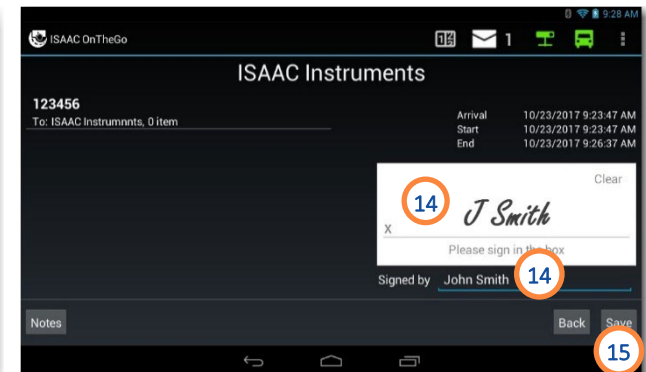 9:28 AM
ISAAC OnTheGo
1
ISAAC Instruments
123456
To: ISAAC Instrumnnts, 0 item
Arrival 10/23/2017 9:23:47 AM
Start 10/23/2017 9:23:47 AM
End 10/23/2017 9:26:37 AM
Clear
14
J Smith
X
Please sign in the box
Signed by John Smith
14
Notes
Back
Save
15